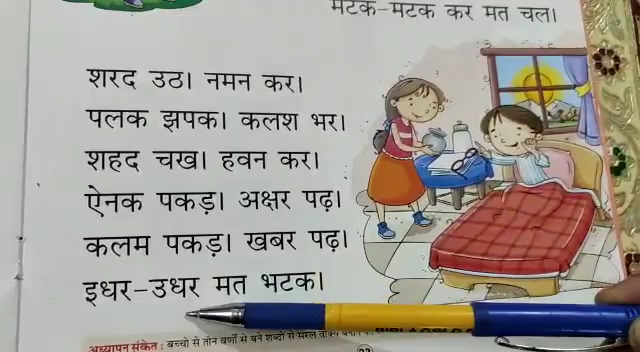 मटक-मटक कर मत चल।
शरद उठ। नमन कर।
पलक झपक। कलश भर।
शहद चख। हवन कर।
ऐनक पकड़। अक्षर पढ़।
कलम पकड़। खबर पढ़।
इधर-उधर मत भटक।
अध्यापन संकेत : बच्चों से तीन वर्णों से बने शब्दों से सरल वाक्य